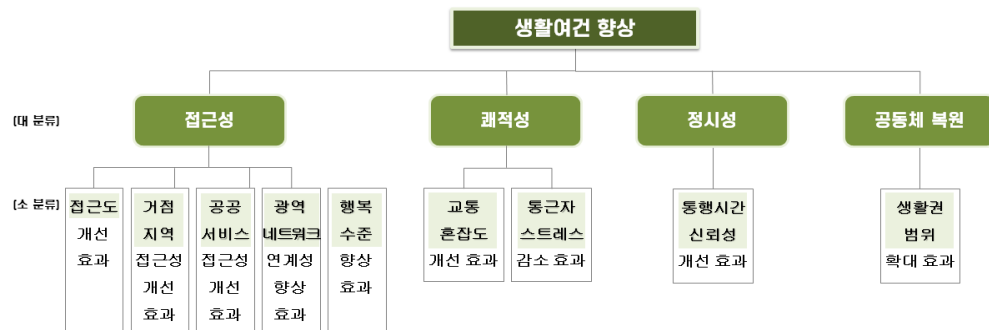 생활여건 향상
[대 분류]
접근성
쾌적성
정시성
공동체 복원
[소 분류]
접근도
개선
효과
거점
지역
접근성
개선
효과
공공
서비스
접근성
개선
효과
광역
네트워크
연계성
향상
효과
행복
수준
향상
효과
교통
혼잡도
개선 효과
통근자
스트레스
감소 효과
통행시간
신뢰성
개선 효과
생활권
범위
확대 효과